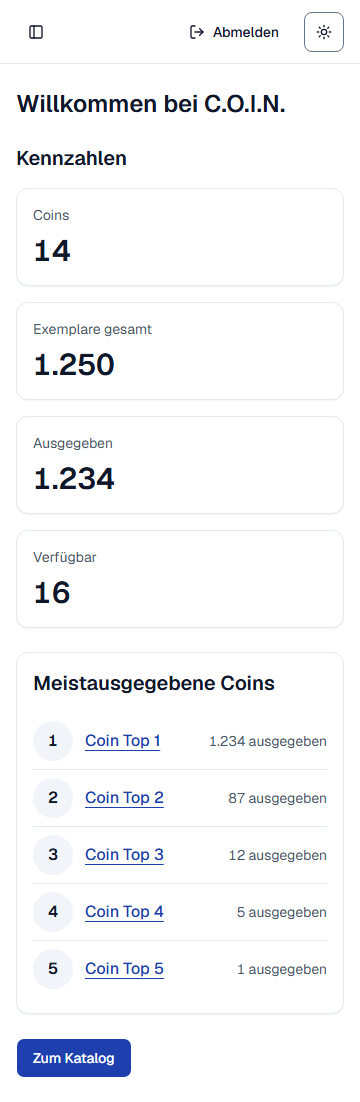 Abmelden
Willkommen bei C.O.I.N.
Kennzahlen
Coins
14
Exemplare gesamt
1.250
Ausgegeben
1.234
Verfügbar
16
Meistausgegebene Coins
1 Coin Top 1 1.234 ausgegeben
2 Coin Top 2 87 ausgegeben
3 Coin Top 3 12 ausgegeben
4 Coin Top 4 5 ausgegeben
5 Coin Top 5 1 ausgegeben
Zum Katalog